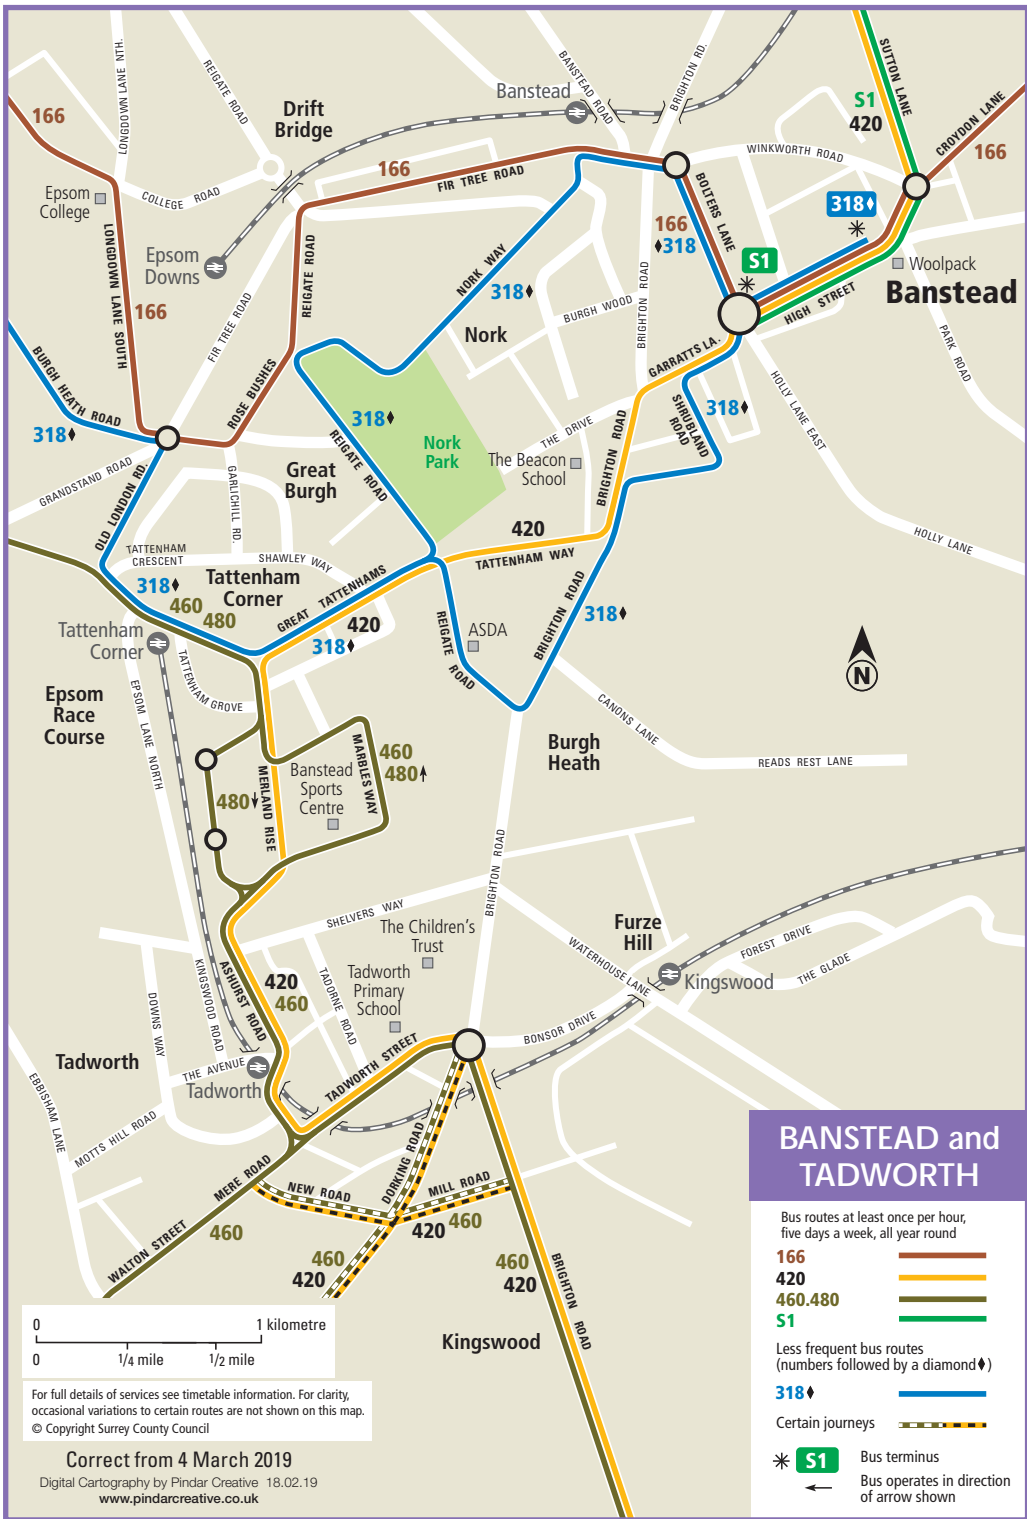 166
LONGDOWN LANE NTH.
REIGATE ROAD
Drift
Bridge
Banstead
BANSTEAD ROAD
BRIGHTON RD.
SUTTON LANE
S1
420
CROYDON LANE
166
WINKWORTH ROAD
166
FIR TREE ROAD
Epsom
College
COLLEGE ROAD
BOLTERS LANE
318♦
166
♦318
S1
Woolpack
Banstead
HIGH STREET
Epsom
Downs
LONGDOWN LANE SOUTH
166
REIGATE ROAD
FIR TREE ROAD
NORK WAY
318♦
BURGH WOOD
BRIGHTON ROAD
Nork
GARRATTS LA.
PARK ROAD
BURGH HEATH ROAD
318♦
ROSE BUSHES
318♦
REIGATE ROAD
Nork
Park
THE DRIVE
The Beacon
School
BRIGHTON ROAD
SHRUBLAND
ROAD
318♦
HOLLY LANE EAST
GRANDSTAND ROAD
Great
Burgh
GARLICHILL RD.
OLD LONDON RD.
TATTENHAM
CRESCENT
SHAWLEY WAY
420
TATTENHAM WAY
HOLLY LANE
318♦
460
480
Tattenham
Corner
GREAT TATTENHAMS
420
318♦
BRIGHTON ROAD
318♦
Tattenham
Corner
REIGATE ROAD
ASDA
N
TATTENHAM GROVE
EPSOM LANE NORTH
Epsom
Race
Course
CANONS LANE
Burgh
Heath
READS REST LANE
MARBLES WAY
460
480
Banstead
Sports
Centre
480
MERLAND RISE
BRIGHTON ROAD
SHELVERS WAY
The Children's
Trust
Furze
Hill
FOREST DRIVE
WATERHOUSE LANE
THE GLADE
Kingswood
KINGSWOOD ROAD
ASHURST ROAD
420
460
TADORNE ROAD
Tadworth
Primary
School
DOWNS WAY
BONSOR DRIVE
TADWORTH STREET
Tadworth
THE AVENUE
Tadworth
EBBISHAM LANE
MOTTS HILL ROAD
DORKING ROAD
MERE ROAD
NEW ROAD
MILL ROAD
460
420
WALTON STREET
460
460
420
460
420
BRIGHTON ROAD
Kingswood
BANSTEAD and
TADWORTH
Bus routes at least once per hour,
five days a week, all year round
166
420
460.480
S1
Less frequent bus routes
(numbers followed by a diamond♦)
318♦
Certain journeys
S1
Bus terminus
Bus operates in direction
of arrow shown
0
1 kilometre
0
1/4 mile
1/2 mile
For full details of services see timetable information. For clarity,
occasional variations to certain routes are not shown on this map.
© Copyright Surrey County Council
Correct from 4 March 2019
Digital Cartography by Pindar Creative 18.02.19
www.pindarcreative.co.uk